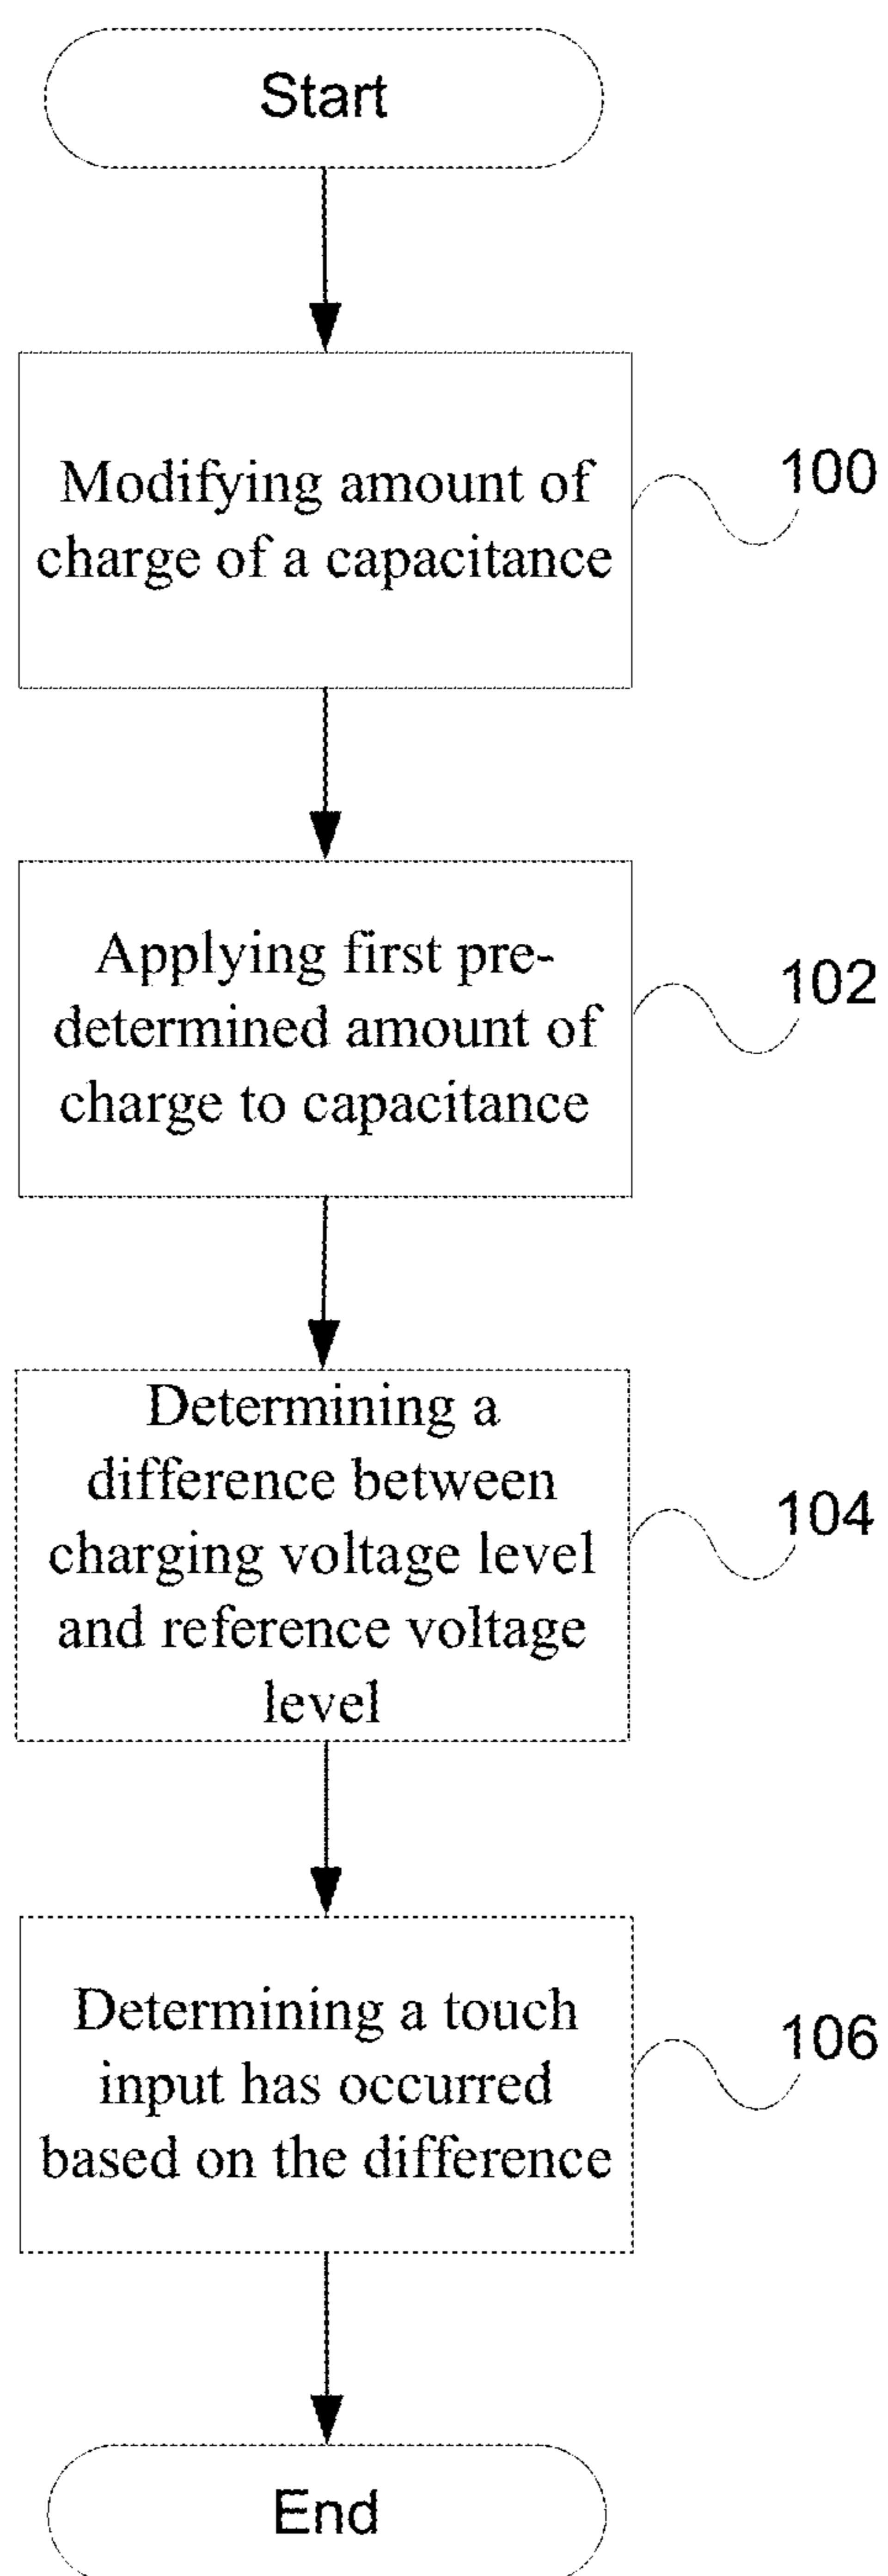 Start
Modifying amount of
charge of a capacitance
100
Applying first pre-
determined amount of
charge to capacitance
102
Determining a
difference between
charging voltage level
and reference voltage
level
104
Determining a touch
input has occurred
based on the difference
106
End